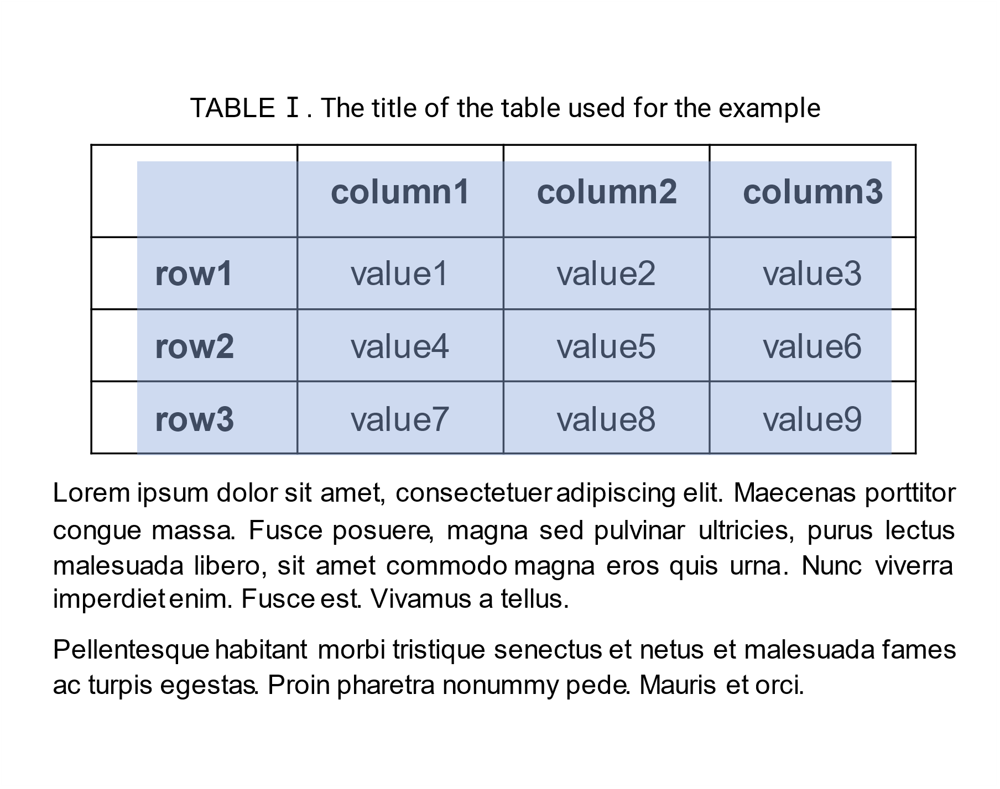 TABLE I . The title of the table used for the example
column1 column2 column3
row1 value1 value2 value3
row2 value4 value5 value6
row3 value7 value8 value9
Lorem ipsum dolor sit amet, consectetuer adipiscing elit. Maecenas porttitor
congue massa. Fusce posuere, magna sed pulvinar ultricies, purus lectus
malesuada libero, sit amet commodo magna eros quis urna. Nunc viverra
imperdiet enim. Fusce est. Vivamus a tellus.
Pellentesque habitant morbi tristique senectus et netus et malesuada fames
ac turpis egestas. Proin pharetra nonummy pede. Mauris et orci.